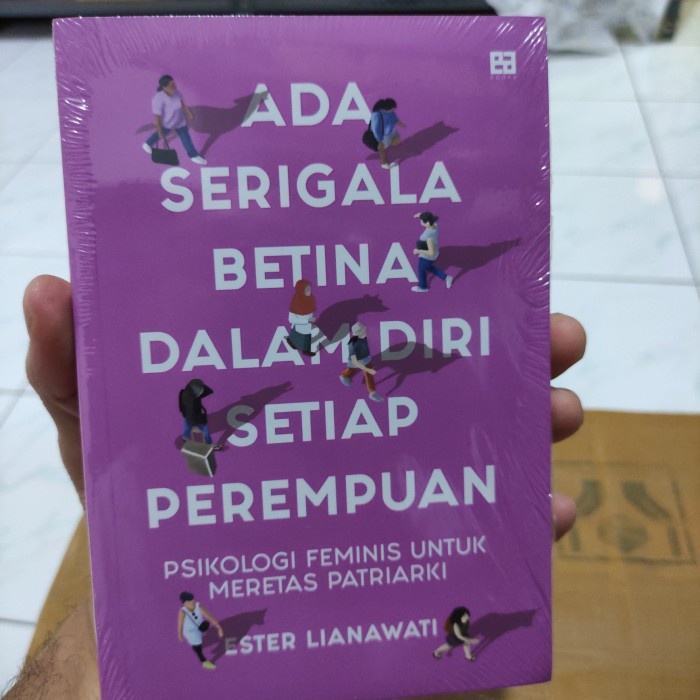 ADA
SERIGALA
BETINA
DALAM DIRI
SETIAP
PEREMPUAN
PSIKOLOGI FEMINIS UNTUK
MERETAS PATRIARKI
ESTER LIANAWATI